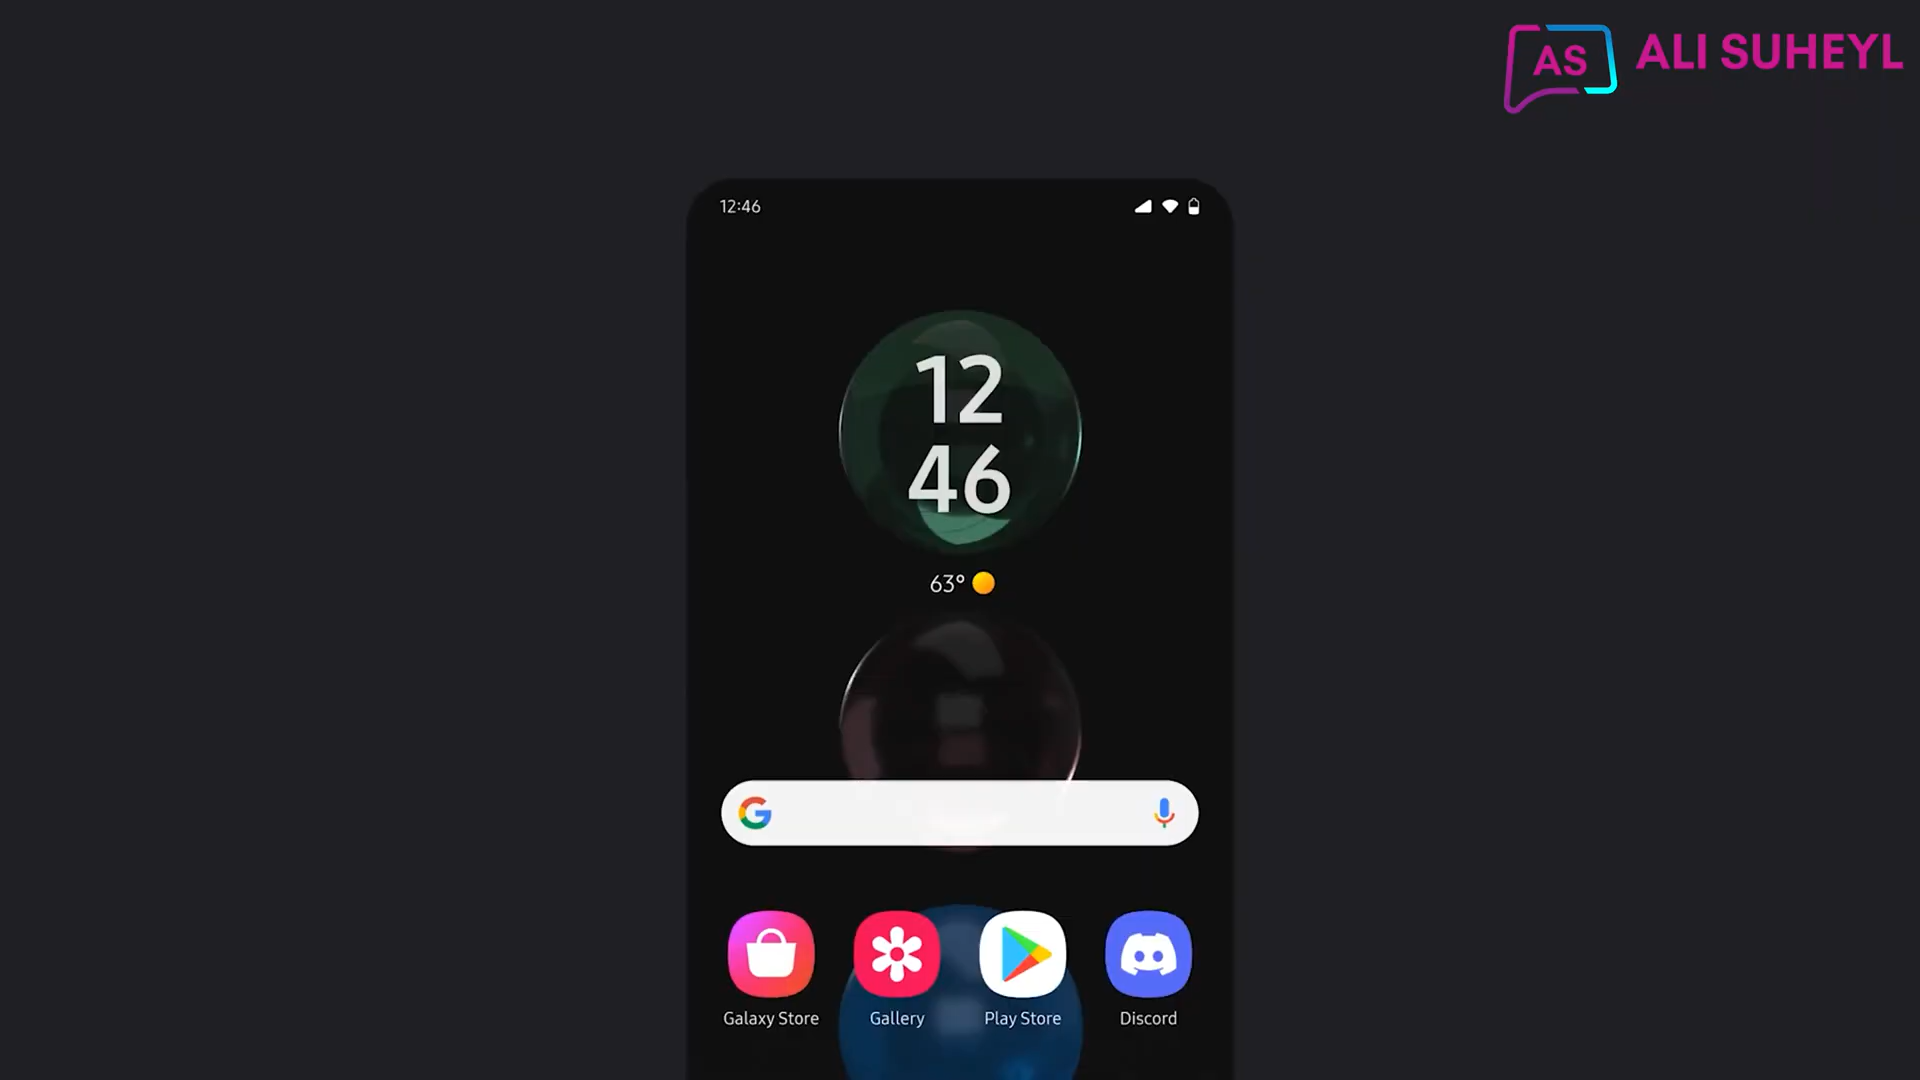 AS ALI SUHEYL
12:46
12
46
63°
G
Galaxy Store Gallery Play Store Discord